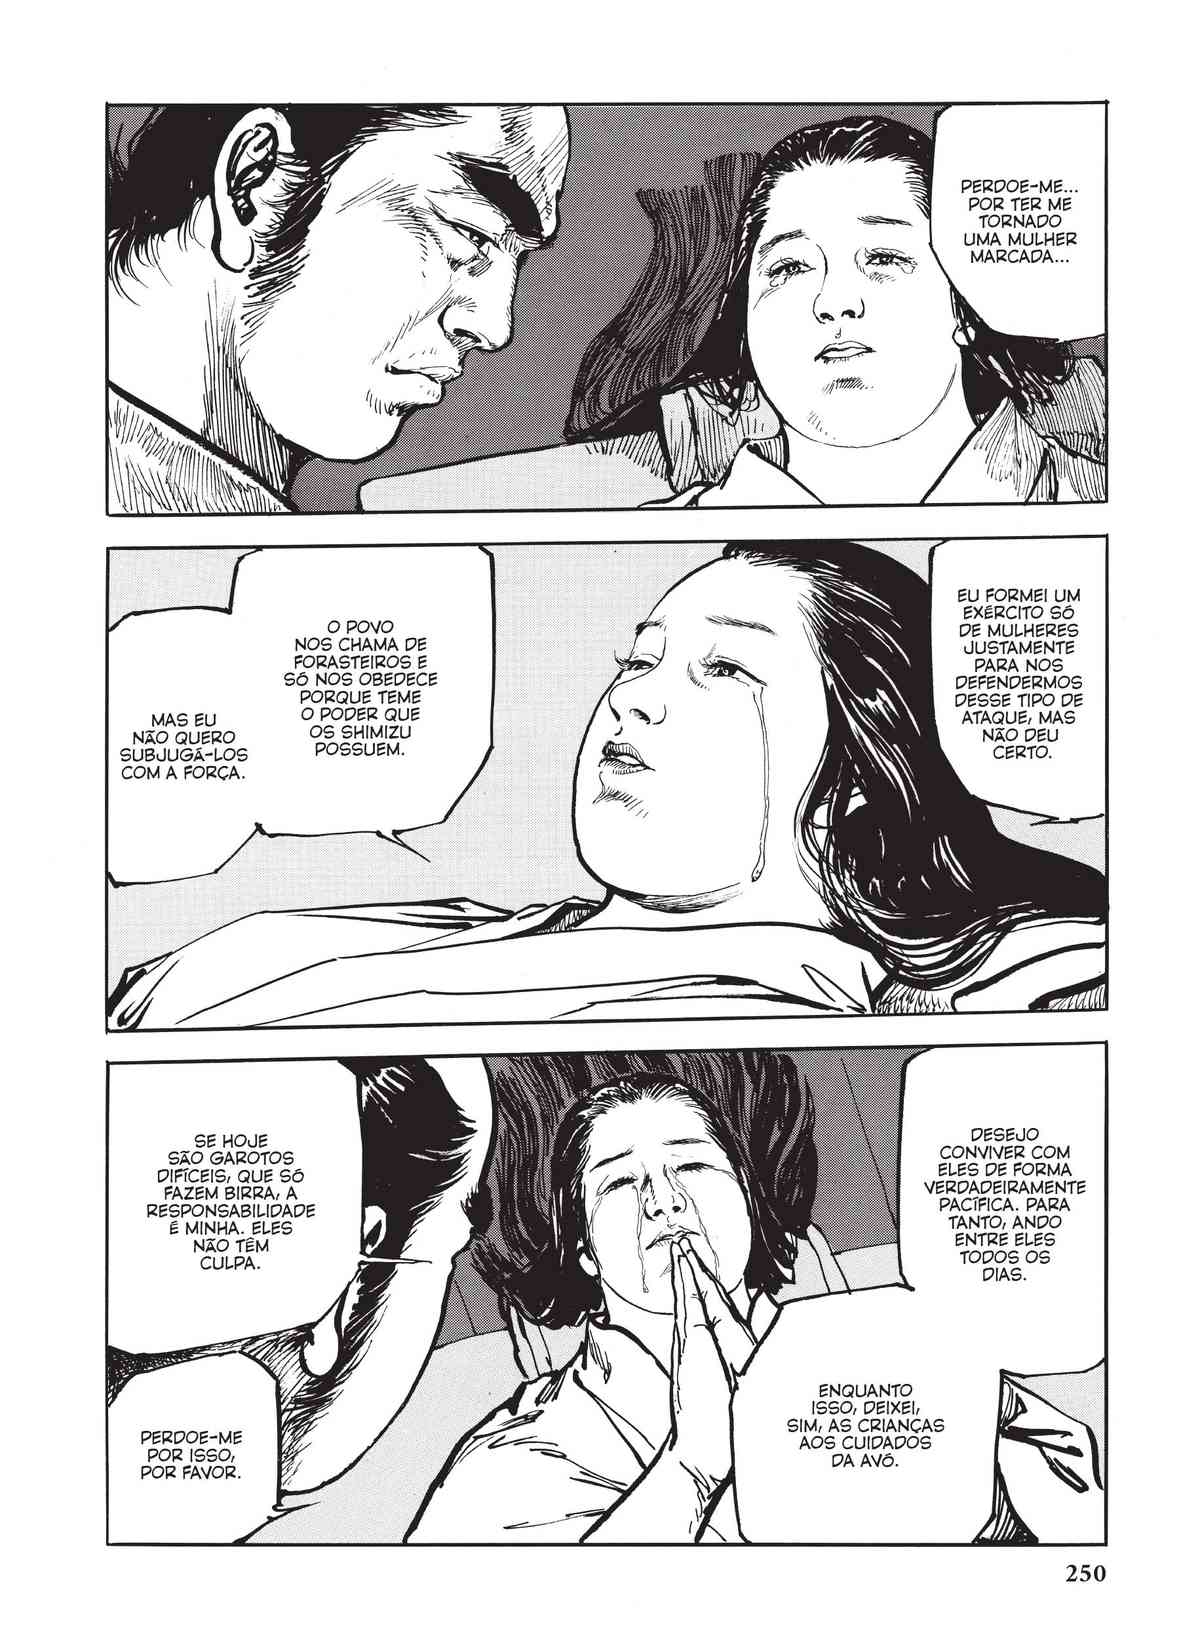 PERDOE-ME...
POR TER ME
TORNADO
UMA MULHER
MARCADA...
EU FORMEI UM
EXÉRCITO SÓ
DE MULHERES
JUSTAMENTE
PARA NOS
DEFENDERMOS
DESSE TIPO DE
ATAQUE, MAS
NÃO DEU
CERTO.
O POVO
NOS CHAMA DE
FORASTEIROS E
SÓ NOS OBEDECE
PORQUE TEME
O PODER QUE
OS SHIMIZU
POSSUEM.
MAS EU
NÃO QUERO
SUBJUGÁ-LOS
COM A FORÇA.
DESEJO
CONVIVER COM
ELES DE FORMA
VERDADEIRAMENTE
PACÍFICA. PARA
TANTO, ANDO
ENTRE ELES
TODOS OS
DIAS.
ENQUANTO
ISSO, DEIXEI,
SIM, AS CRIANÇAS
AOS CUIDADOS
DA AVÓ.
SE HOJE
SÃO GAROTOS
DIFÍCEIS, QUE SÓ
FAZEM BIRRA, A
RESPONSABILIDADE
É MINHA. ELES
NÃO TÊM
CULPA.
PERDOE-ME
POR ISSO,
POR FAVOR.
250